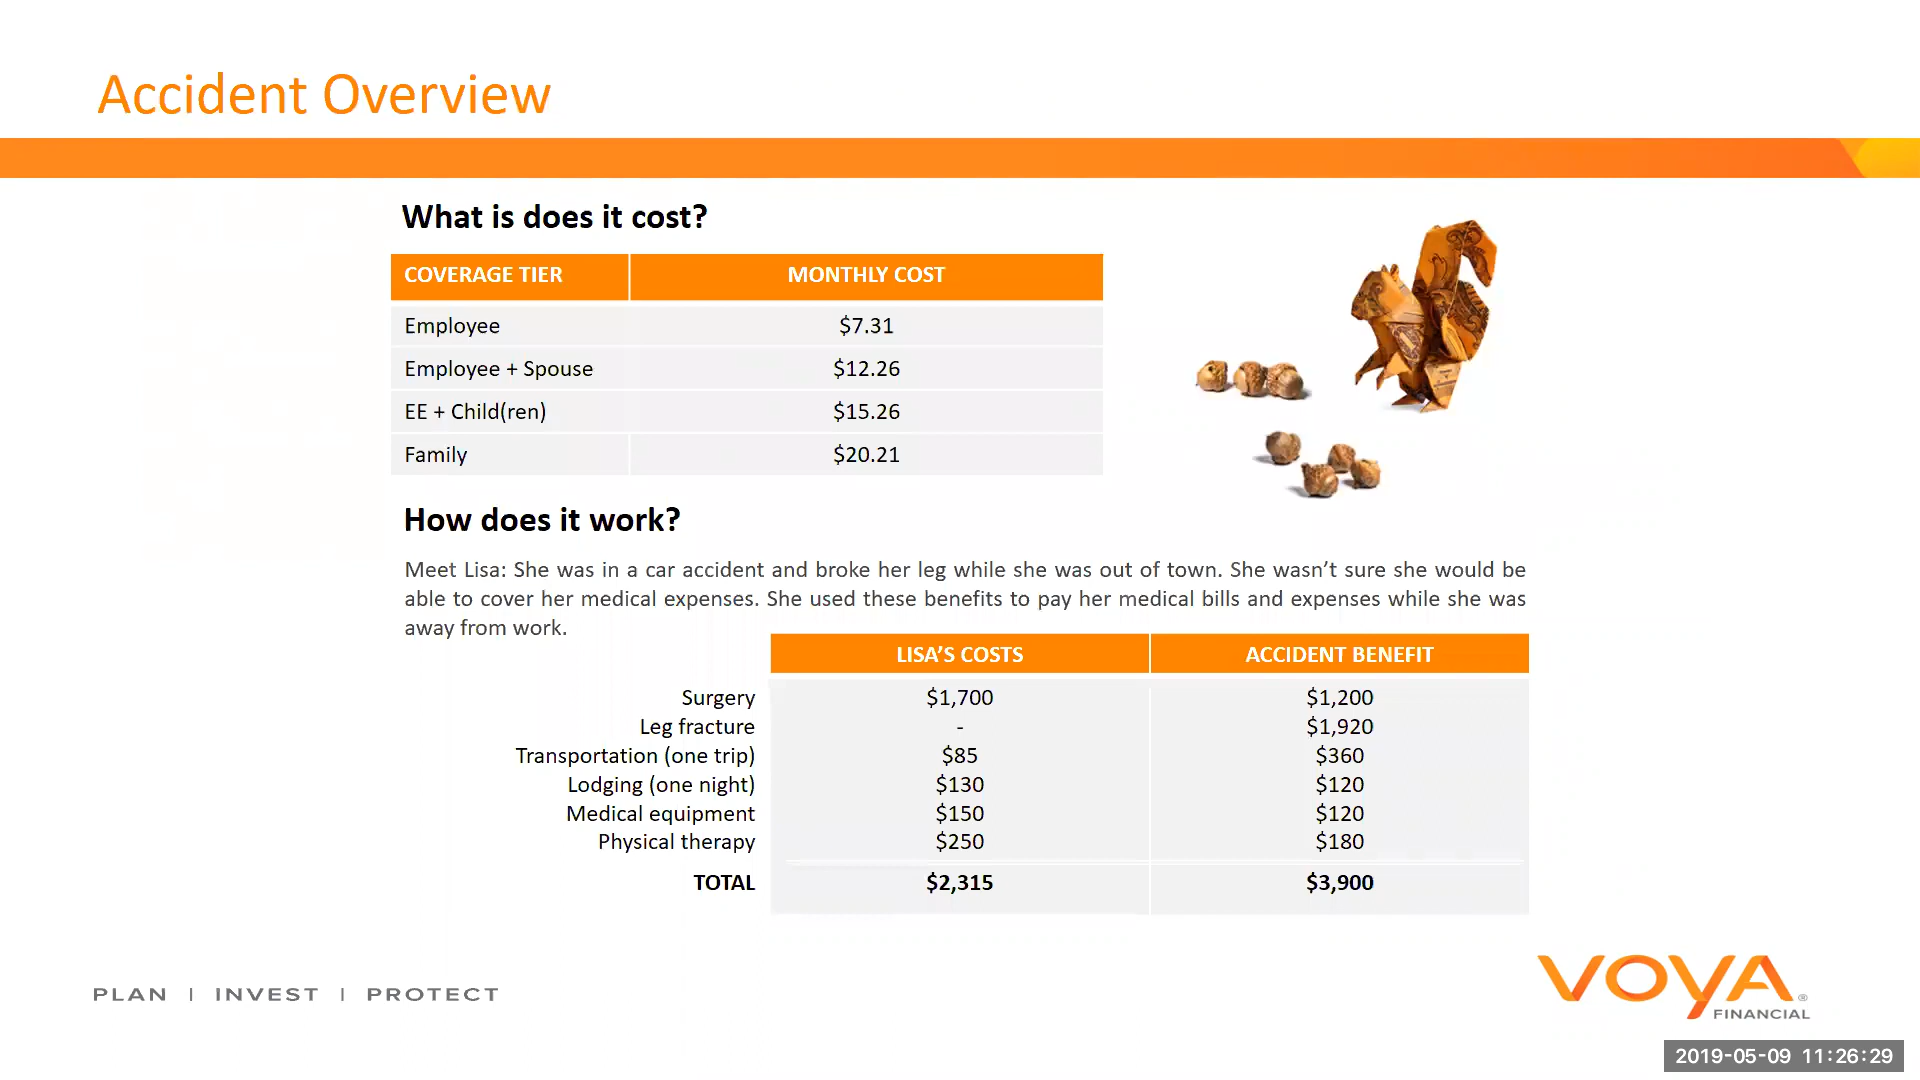 Accident Overview
What is does it cost?
COVERAGE TIER MONTHLY COST
Employee $7.31
Employee + Spouse $12.26
EE + Child(ren) $15.26
Family $20.21
How does it work?
Meet Lisa: She was in a car accident and broke her leg while she was out of town. She wasn’t sure she would be
able to cover her medical expenses. She used these benefits to pay her medical bills and expenses while she was
away from work.
LISA’S COSTS ACCIDENT BENEFIT
Surgery $1,700 $1,200
Leg fracture - $1,920
Transportation (one trip) $85 $360
Lodging (one night) $130 $120
Medical equipment $150 $120
Physical therapy $250 $180
TOTAL $2,315 $3,900
PLAN | INVEST | PROTECT
VOYA®
FINANCIAL
2019-05-09 11:26:29